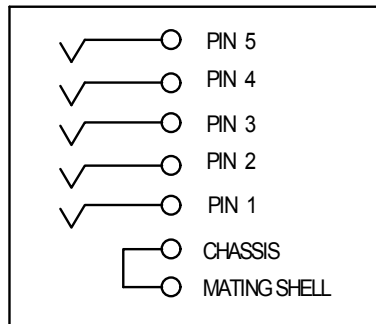 PIN 5
PIN 4
PIN 3
PIN 2
PIN 1
CHASSIS
MATING SHELL